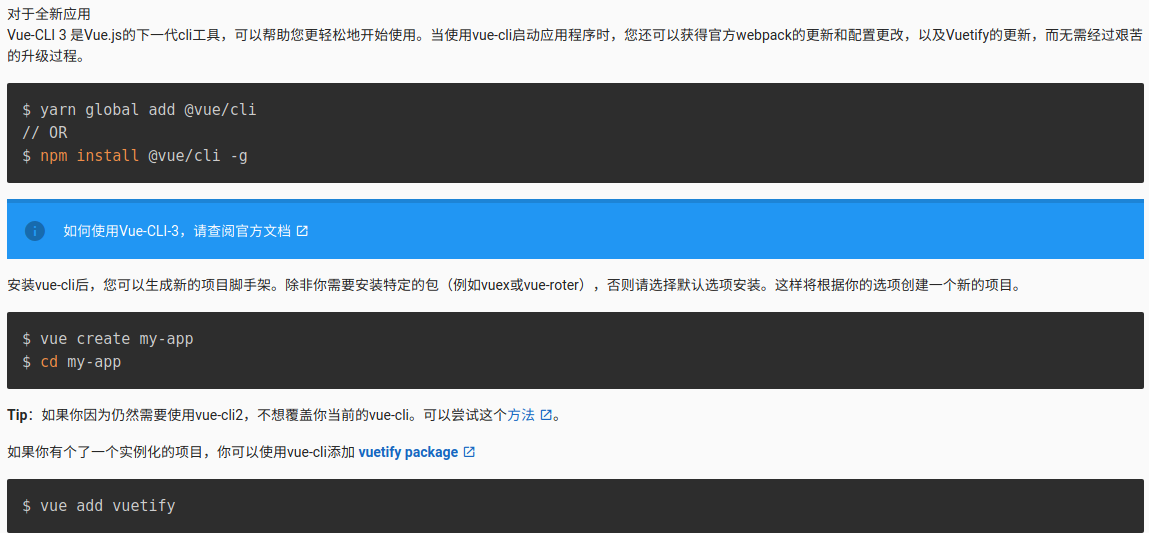 对于全新应用
Vue-CLI 3 是Vue.js的下一代cli工具，可以帮助您更轻松地开始使用。当使用vue-cli启动应用程序时，您还可以获得官方webpack的更新和配置更改，以及Vuetify的更新，而无需经过艰苦
的升级过程。
$ yarn global add @vue/cli
// OR
$ npm install @vue/cli -g
如何使用Vue-CLI-3，请查阅官方文档
安装vue-cli后，您可以生成新的项目脚手架。除非你需要安装特定的包（例如vuex或vue-roter），否则请选择默认选项安装。这样将根据你的选项创建一个新的项目。
$ vue create my-app
$ cd my-app
Tip：如果你因为仍然需要使用vue-cli2，不想覆盖你当前的vue-cli。可以尝试这个方法。
如果你有个了一个实例化的项目，你可以使用vue-cli添加 vuetify package
$ vue add vuetify